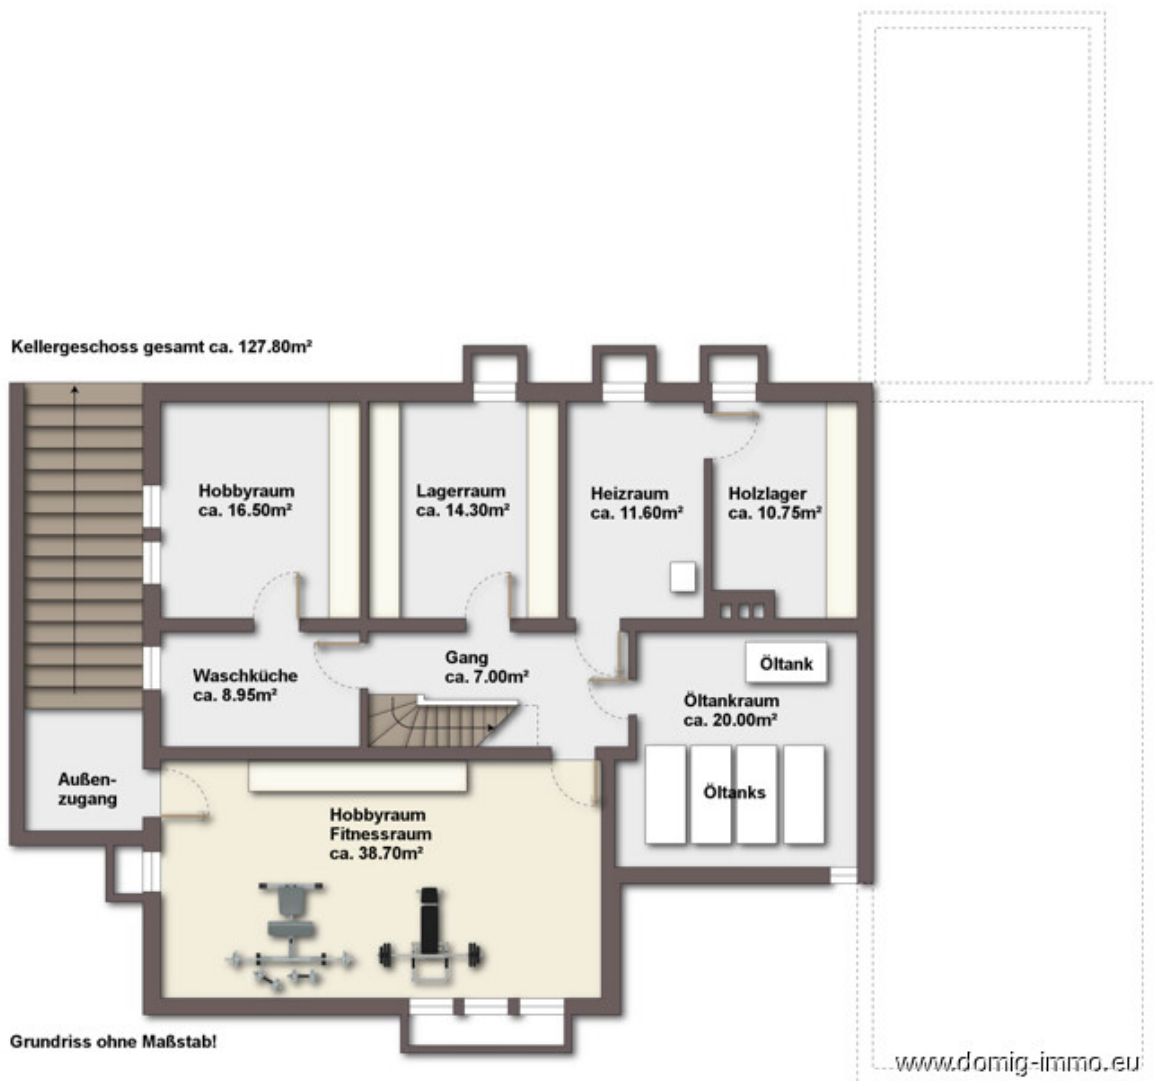 Kellergeschoss gesamt ca. 127.80m²
Hobbyraum
ca. 16.50m²
Lagerraum
ca. 14.30m²
Heizraum
ca. 11.60m²
Holzlager
ca. 10.75m²
Waschküche
ca. 8.95m²
Gang
ca. 7.00m²
Öltank
Öltankraum
ca. 20.00m²
Öltanks
Außen-
zugang
Hobbyraum
Fitnessraum
ca. 38.70m²
Grundriss ohne Maßstab!
www.domig-immo.eu